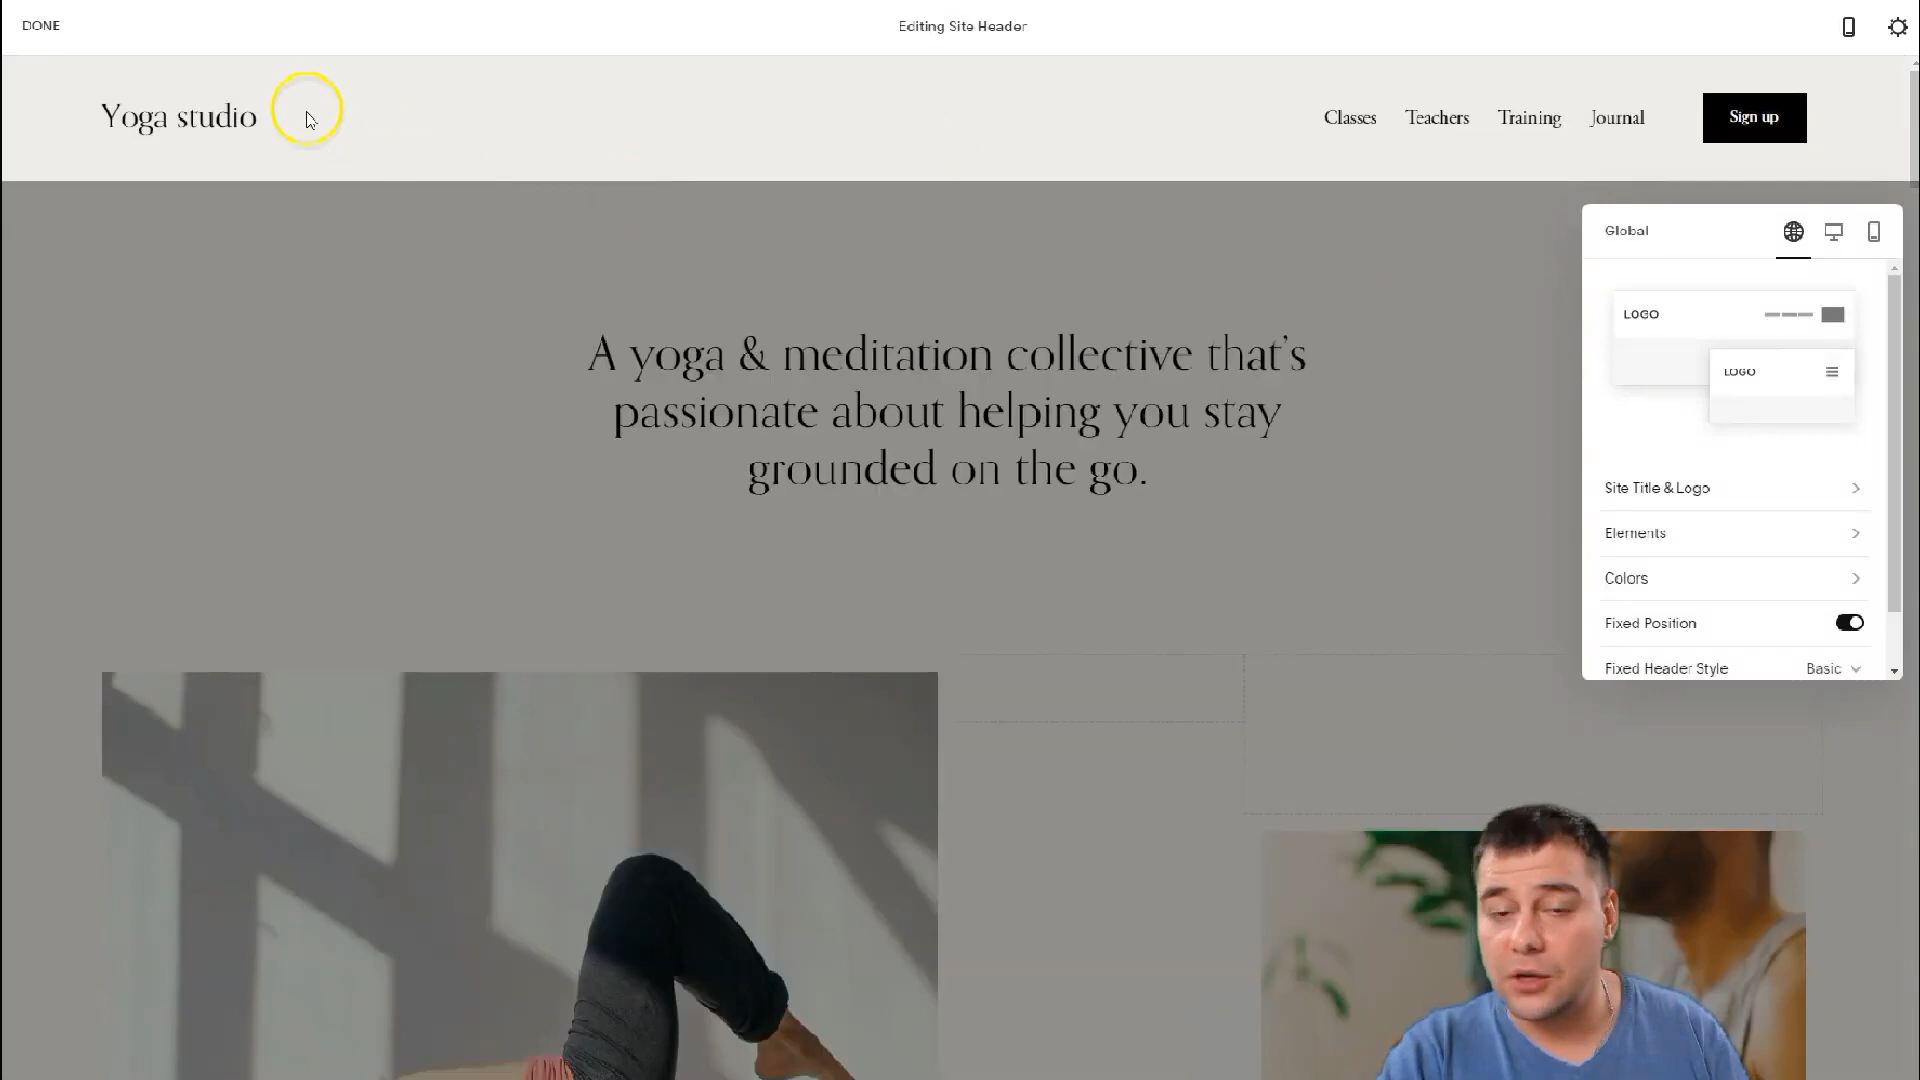 DONE
Editing Site Header
Yoga studio
Classes Teachers Training Journal Sign up
A yoga & meditation collective that's
passionate about helping you stay
grounded on the go.
Global
LOGO
LOGO
Site Title & Logo
Elements
Colors
Fixed Position
Fixed Header Style Basic